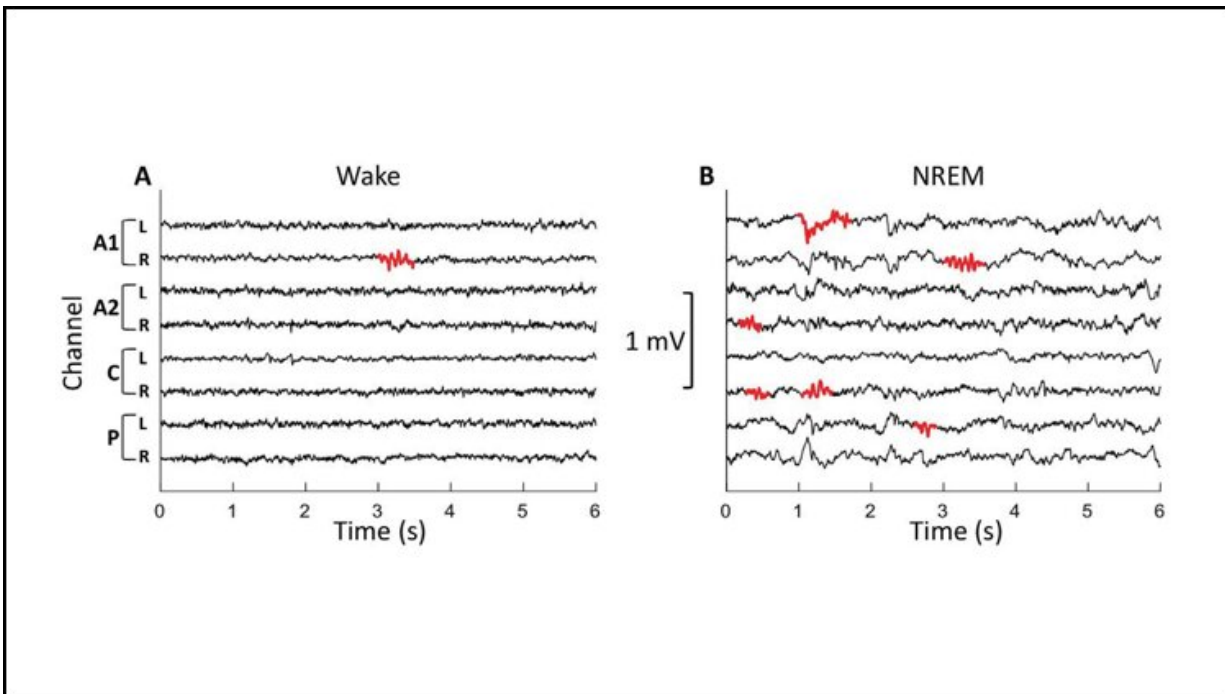 A Wake
A1 L
R
A2 L
R
C L
R
P L
R
Channel
0 1 2 3 4 5 6
Time (s)
B NREM
1 mV
0 1 2 3 4 5 6
Time (s)